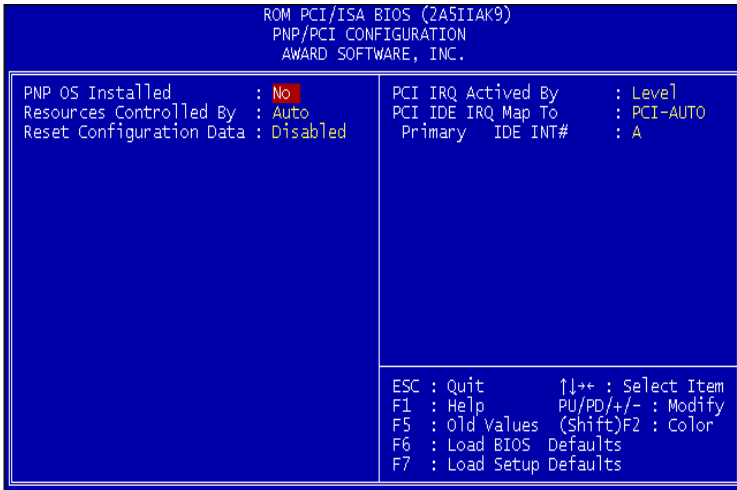 ROM PCI/ISA BIOS (2A5IIAK9)
PNP/PCI CONFIGURATION
AWARD SOFTWARE, INC.
PNP OS Installed : No
Resources Controlled By : Auto
Reset Configuration Data : Disabled
PCI IRQ Actived By : Level
PCI IDE IRQ Map To : PCI-AUTO
Primary IDE INT# : A
ESC : Quit ↑↓→← : Select Item
F1 : Help PU/PD/+/- : Modify
F5 : Old Values (Shift)F2 : Color
F6 : Load BIOS Defaults
F7 : Load Setup Defaults